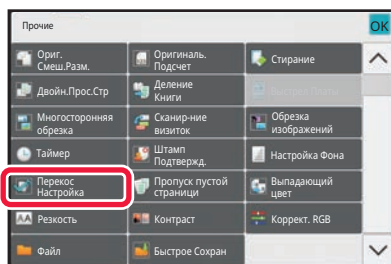 Прочие
OK
Ориг.
Смеш.Разм.
Оригиналь.
Подсчет
Стирание
Двойн.Прос.Стр
Деление
Книги
Многосторонняя
обрезка
Сканир-ние
визиток
Обрезка
изображений
Таймер
Штамп
Подтвержд.
Настройка Фона
Перекос
Настройка
Пропуск пустой
страници
Выпадающий
цвет
Резкость
Контраст
Коррект. RGB
Файл
Быстрое Сохран